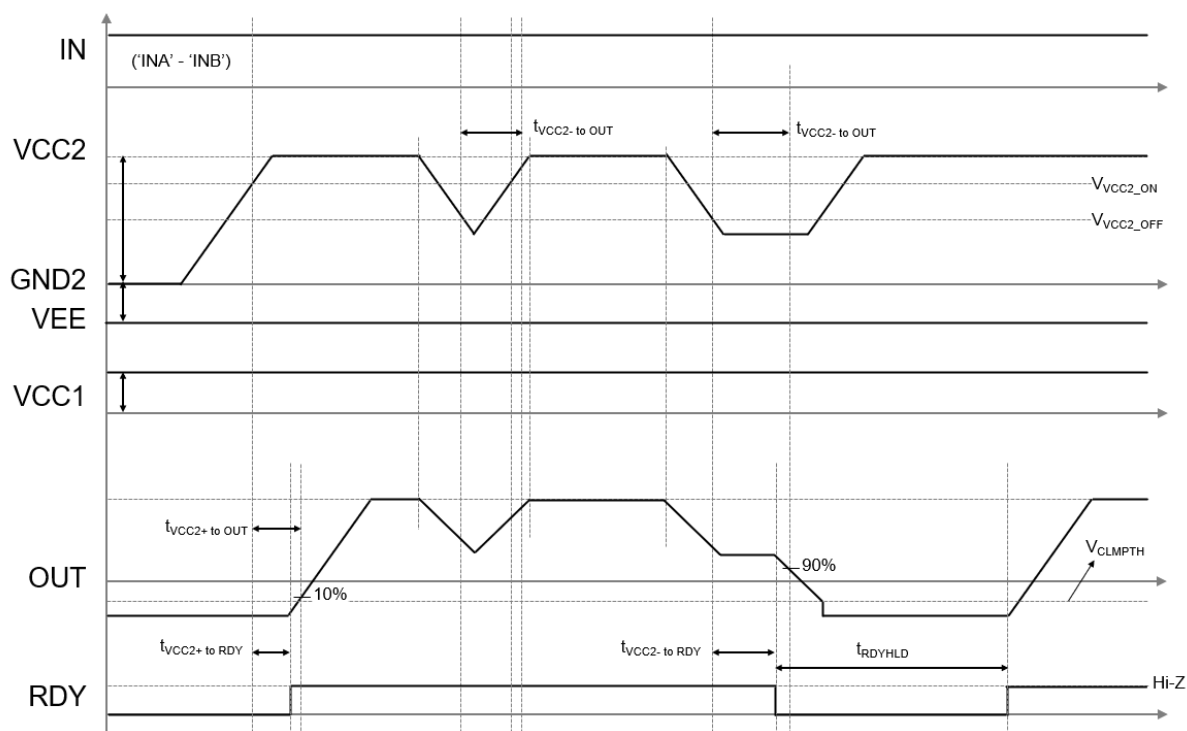 IN
('INA' - 'INB')
VCC2
tVCC2- to OUT
tVCC2- to OUT
VVCC2_ON
VVCC2_OFF
GND2
VEE
VCC1
tVCC2+ to OUT
VCLMPTH
OUT
10%
90%
tVCC2+ to RDY
tVCC2- to RDY
tRDYHLD
RDY
Hi-Z